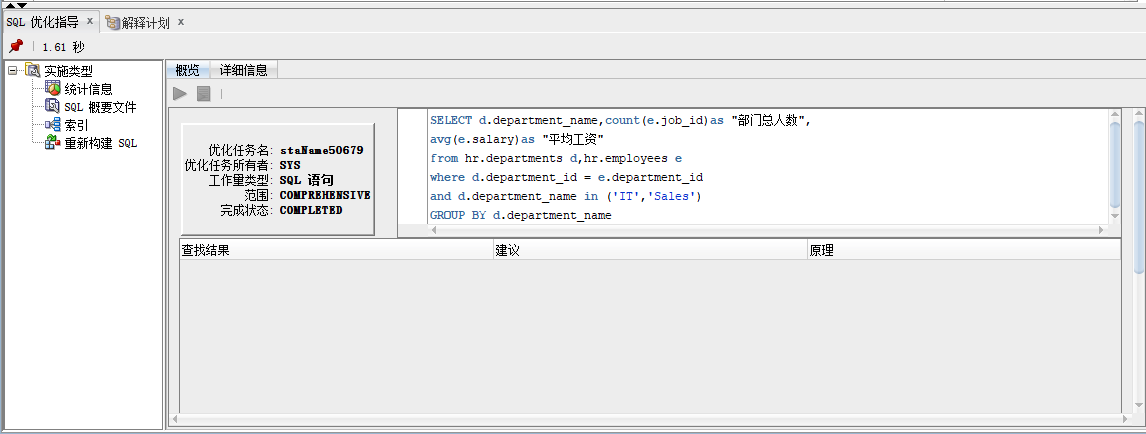 SQL 优化指导
解释计划
1.61 秒
实施类型
统计信息
SQL 概要文件
索引
重新构建 SQL
概览
详细信息
优化任务名: staName50679
优化任务所有者: SYS
工作量类型: SQL 语句
范围: COMPREHENSIVE
完成状态: COMPLETED
SELECT d.department_name,count(e.job_id)as "部门总人数",
avg(e.salary)as "平均工资"
from hr.departments d,hr.employees e
where d.department_id = e.department_id
and d.department_name in ('IT','Sales')
GROUP BY d.department_name
查找结果
建议
原理